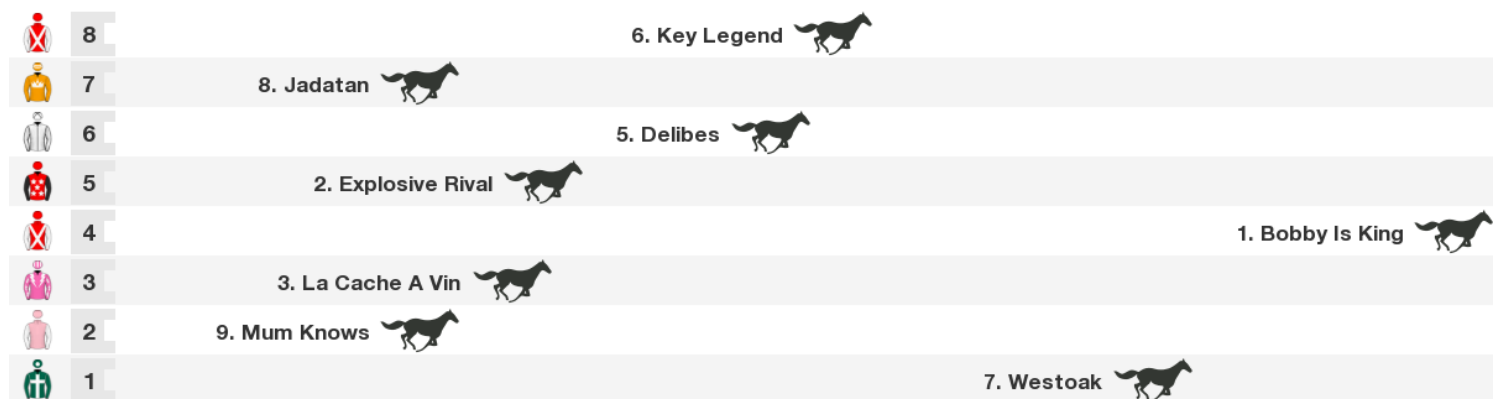 8 6. Key Legend
7 8. Jadatan
6 5. Delibes
5 2. Explosive Rival
4 1. Bobby Is King
3 3. La Cache A Vin
2 9. Mum Knows
1 7. Westoak